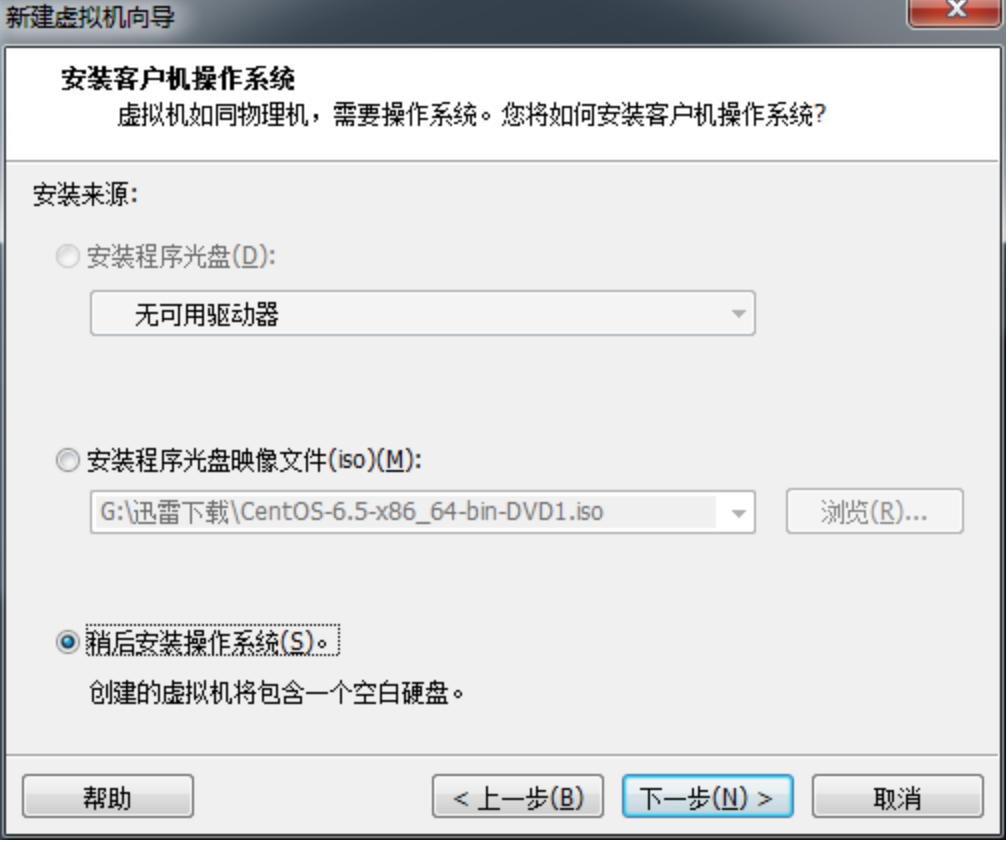 新建虚拟机向导
安装客户机操作系统
虚拟机如同物理机，需要操作系统。您将如何安装客户机操作系统?
安装来源:
安装程序光盘(D):
无可用驱动器
安装程序光盘映像文件(iso)(M):
G:\迅雷下载\CentOS-6.5-x86_64-bin-DVD1.iso
浏览(R)...
稍后安装操作系统(S)。
创建的虚拟机将包含一个空白硬盘。
帮助
< 上一步(B)
下一步(N) >
取消